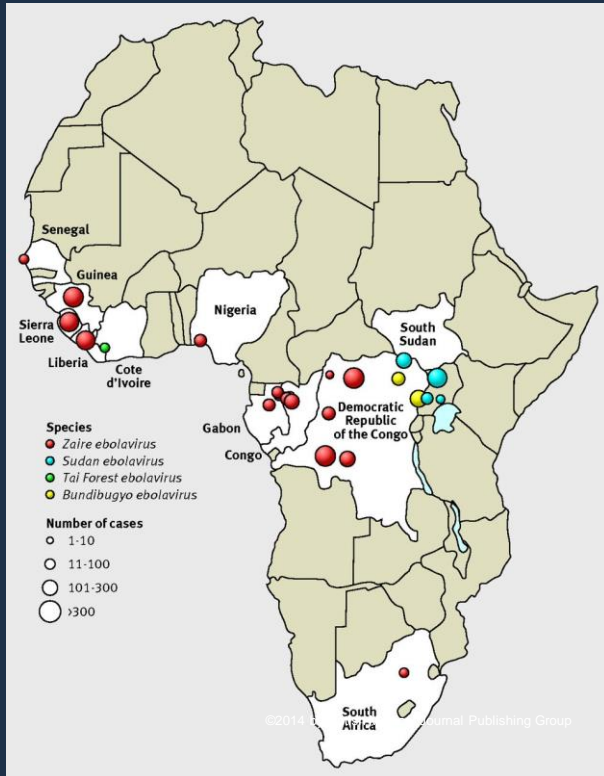 Senegal
Guinea
Sierra
Leone
Liberia
Cote
d'Ivoire
Nigeria
South
Sudan
Democratic
Republic
of the Congo
Gabon
Congo
Species
Zaire ebolavirus
Sudan ebolavirus
Tai Forest ebolavirus
Bundibugyo ebolavirus
Number of cases
1-10
11-100
101-300
>300
South
Africa
©2014 Journal Publishing Group